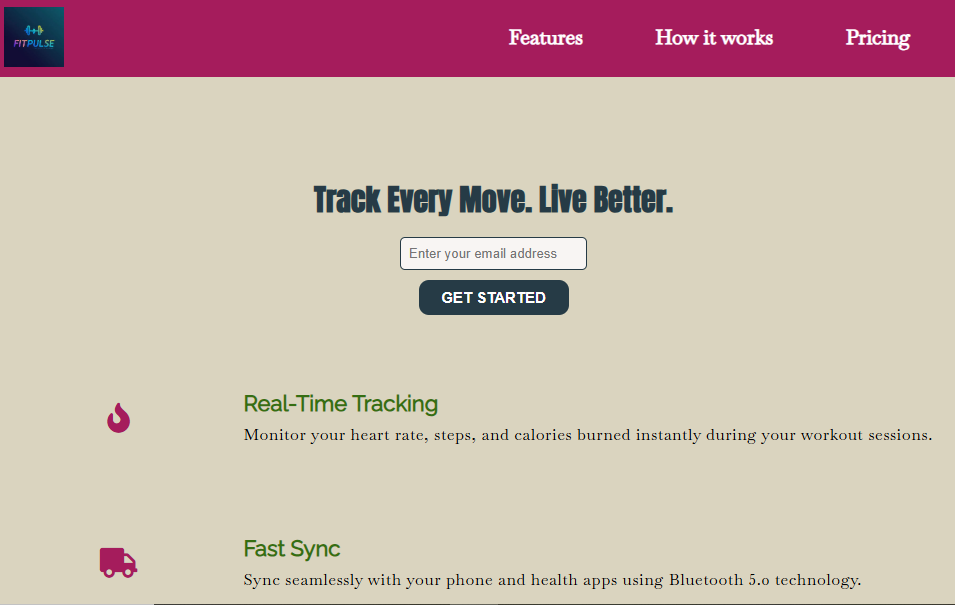 FITPULSE
Features How it works Pricing
Track Every Move. Live Better.
Enter your email address
GET STARTED
Real-Time Tracking
Monitor your heart rate, steps, and calories burned instantly during your workout sessions.
Fast Sync
Sync seamlessly with your phone and health apps using Bluetooth 5.0 technology.